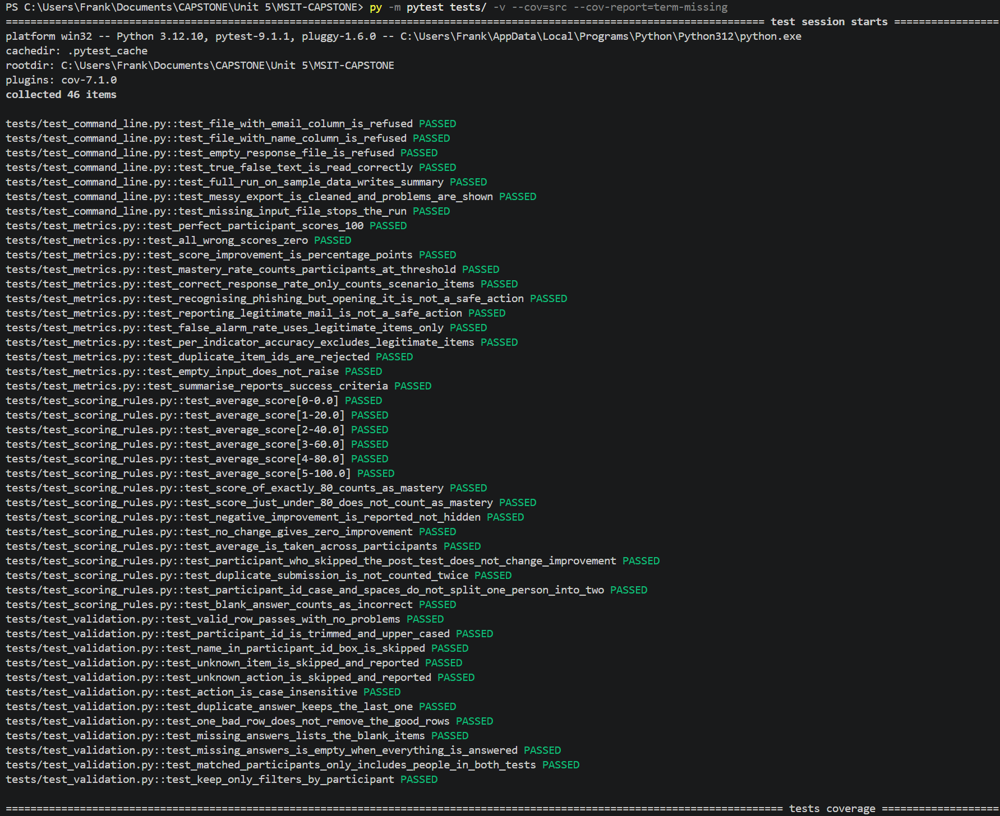 PS C:\Users\Frank\Documents\CAPSTONE\Unit 5\MSIT-CAPSTONE> py -m pytest tests/ -v --cov=src --cov-report=term-missing
=========================================================================================================================== test session starts =================
platform win32 -- Python 3.12.10, pytest-9.1.1, pluggy-1.6.0 -- C:\Users\Frank\AppData\Local\Programs\Python\Python312\python.exe
cachedir: .pytest_cache
rootdir: C:\Users\Frank\Documents\CAPSTONE\Unit 5\MSIT-CAPSTONE
plugins: cov-7.1.0
collected 46 items
tests/test_command_line.py::test_file_with_email_column_is_refused PASSED
tests/test_command_line.py::test_file_with_name_column_is_refused PASSED
tests/test_command_line.py::test_empty_response_file_is_refused PASSED
tests/test_command_line.py::test_true_false_text_is_read_correctly PASSED
tests/test_command_line.py::test_full_run_on_sample_data_writes_summary PASSED
tests/test_command_line.py::test_messy_export_is_cleaned_and_problems_are_shown PASSED
tests/test_command_line.py::test_missing_input_file_stops_the_run PASSED
tests/test_metrics.py::test_perfect_participant_scores_100 PASSED
tests/test_metrics.py::test_all_wrong_scores_zero PASSED
tests/test_metrics.py::test_score_improvement_is_percentage_points PASSED
tests/test_metrics.py::test_mastery_rate_counts_participants_at_threshold PASSED
tests/test_metrics.py::test_correct_response_rate_only_counts_scenario_items PASSED
tests/test_metrics.py::test_recognising_phishing_but_opening_it_is_not_a_safe_action PASSED
tests/test_metrics.py::test_reporting_legitimate_mail_is_not_a_safe_action PASSED
tests/test_metrics.py::test_false_alarm_rate_uses_legitimate_items_only PASSED
tests/test_metrics.py::test_per_indicator_accuracy_excludes_legitimate_items PASSED
tests/test_metrics.py::test_duplicate_item_ids_are_rejected PASSED
tests/test_metrics.py::test_empty_input_does_not_raise PASSED
tests/test_metrics.py::test_summarise_reports_success_criteria PASSED
tests/test_scoring_rules.py::test_average_score[0-0.0] PASSED
tests/test_scoring_rules.py::test_average_score[1-20.0] PASSED
tests/test_scoring_rules.py::test_average_score[2-40.0] PASSED
tests/test_scoring_rules.py::test_average_score[3-60.0] PASSED
tests/test_scoring_rules.py::test_average_score[4-80.0] PASSED
tests/test_scoring_rules.py::test_average_score[5-100.0] PASSED
tests/test_scoring_rules.py::test_score_of_exactly_80_counts_as_mastery PASSED
tests/test_scoring_rules.py::test_score_just_under_80_does_not_count_as_mastery PASSED
tests/test_scoring_rules.py::test_negative_improvement_is_reported_not_hidden PASSED
tests/test_scoring_rules.py::test_no_change_gives_zero_improvement PASSED
tests/test_scoring_rules.py::test_average_is_taken_across_participants PASSED
tests/test_scoring_rules.py::test_participant_who_skipped_the_post_test_does_not_change_improvement PASSED
tests/test_scoring_rules.py::test_duplicate_submission_is_not_counted_twice PASSED
tests/test_scoring_rules.py::test_participant_id_case_and_spaces_do_not_split_one_person_into_two PASSED
tests/test_scoring_rules.py::test_blank_answer_counts_as_incorrect PASSED
tests/test_validation.py::test_valid_row_passes_with_no_problems PASSED
tests/test_validation.py::test_participant_id_is_trimmed_and_upper_cased PASSED
tests/test_validation.py::test_name_in_participant_id_box_is_skipped PASSED
tests/test_validation.py::test_unknown_item_is_skipped_and_reported PASSED
tests/test_validation.py::test_unknown_action_is_skipped_and_reported PASSED
tests/test_validation.py::test_action_is_case_insensitive PASSED
tests/test_validation.py::test_duplicate_answer_keeps_the_last_one PASSED
tests/test_validation.py::test_one_bad_row_does_not_remove_the_good_rows PASSED
tests/test_validation.py::test_missing_answers_lists_the_blank_items PASSED
tests/test_validation.py::test_missing_answers_is_empty_when_everything_is_answered PASSED
tests/test_validation.py::test_matched_participants_only_includes_people_in_both_tests PASSED
tests/test_validation.py::test_keep_only_filters_by_participant PASSED
============================================================================================================================== tests coverage ===================